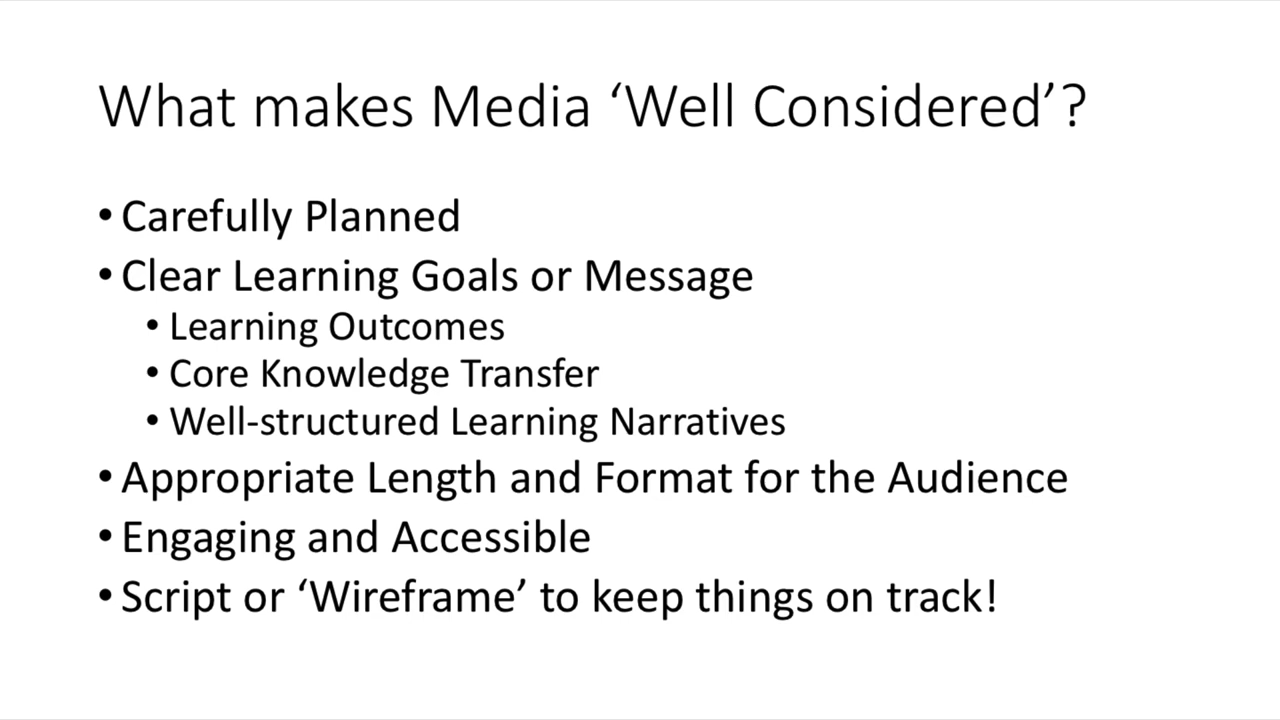 What makes Media ‘Well Considered’?
• Carefully Planned
• Clear Learning Goals or Message
• Learning Outcomes
• Core Knowledge Transfer
• Well-structured Learning Narratives
• Appropriate Length and Format for the Audience
• Engaging and Accessible
• Script or ‘Wireframe’ to keep things on track!